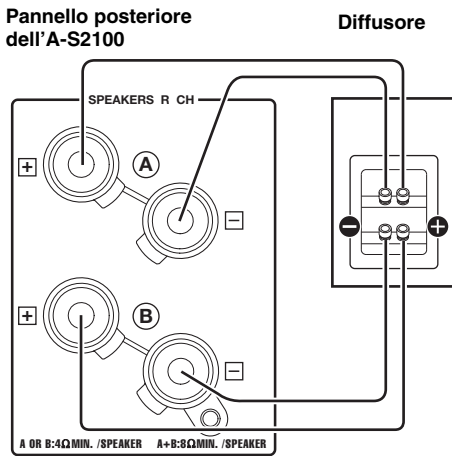 Pannello posteriore
dell'A-S2100
Diffusore
SPEAKERS R CH
+
A
−
−
+
+
B
−
A OR B:4ΩMIN. /SPEAKER A+B:8ΩMIN. /SPEAKER